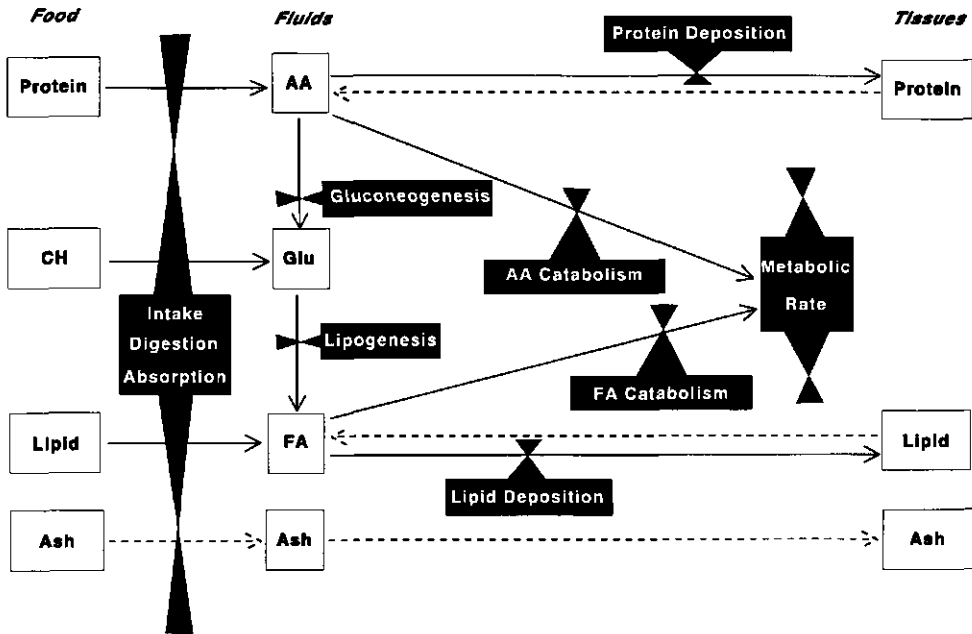 Food
Fluids
Tissues
Protein Deposition
Protein
AA
Protein
Gluconeogenesis
CH
Glu
AA Catabolism
Metabolic
Rate
Intake
Digestion
Absorption
Lipogenesis
FA Catabolism
Lipid
FA
Lipid
Lipid Deposition
Ash
Ash
Ash